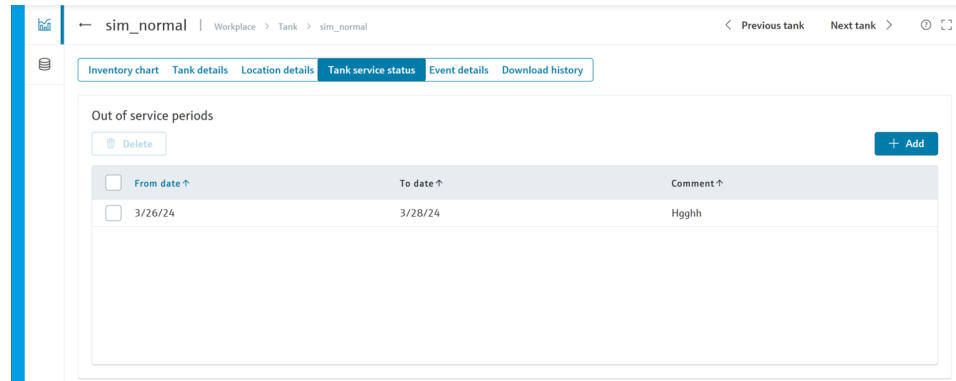 ← sim_normal | Workplace > Tank > sim_normal < Previous tank Next tank >
Inventory chart Tank details Location details Tank service status Event details Download history
Out of service periods
Delete + Add
From date ↑ To date ↑ Comment ↑
3/26/24 3/28/24 Hgghh